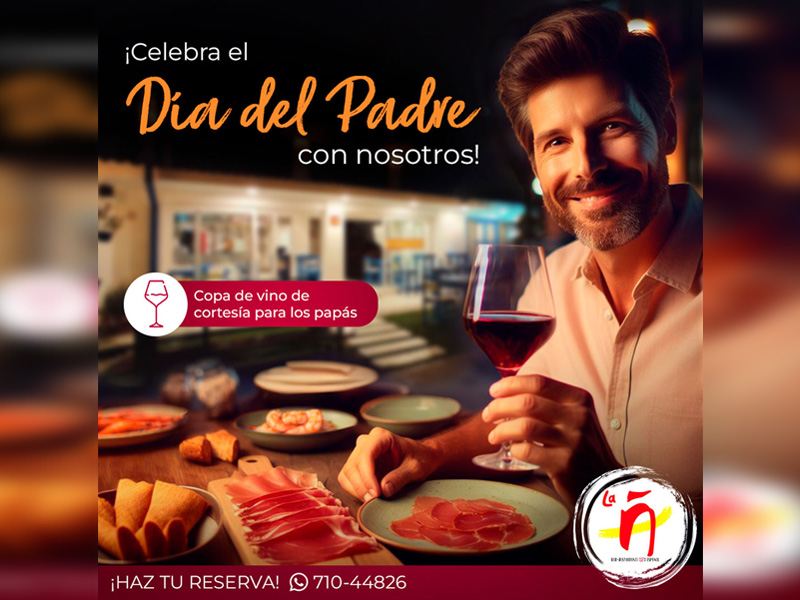 ¡Celebra el
Día del Padre
con nosotros!
Copa de vino de
cortesía para los papás
La
ñ
¡HAZ TU RESERVA! 710-44826